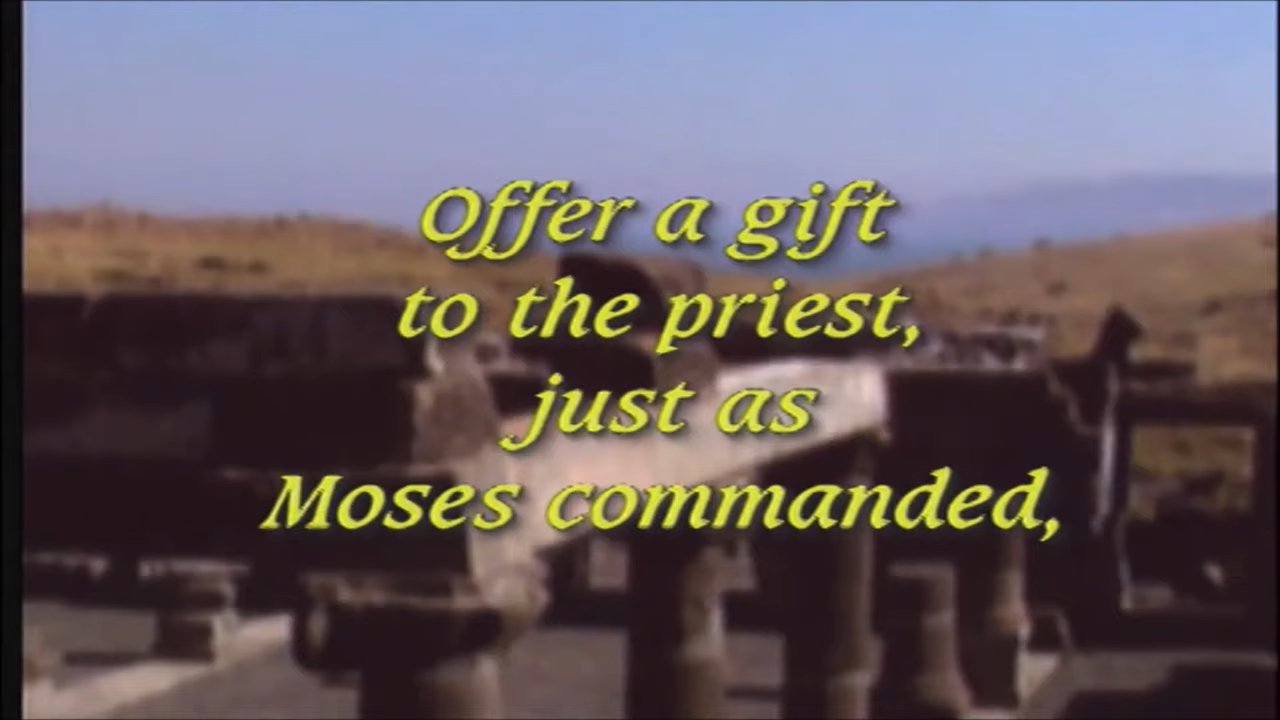 Offer a gift
to the priest,
just as
Moses commanded,